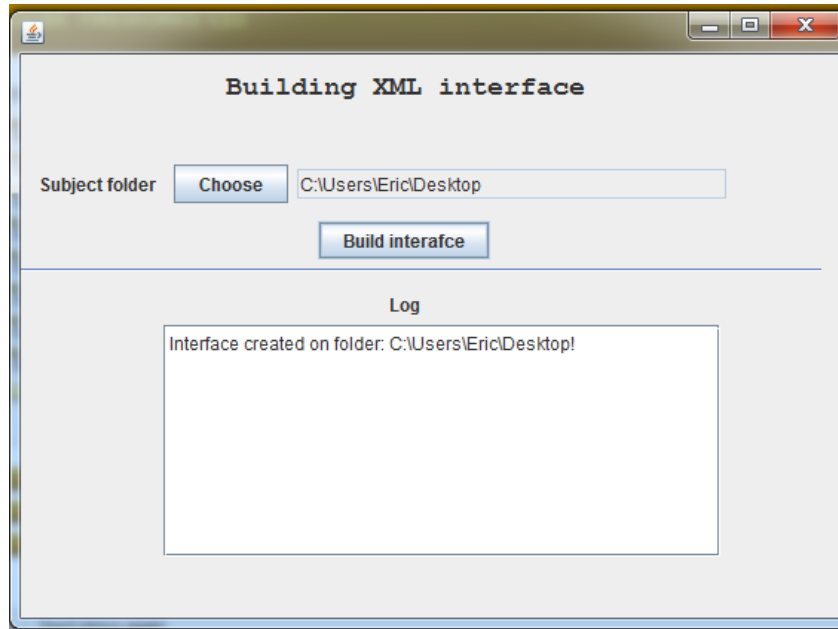 Building XML interface
Subject folder Choose C:\Users\Eric\Desktop
Build interafce
Log
Interface created on folder: C:\Users\Eric\Desktop!